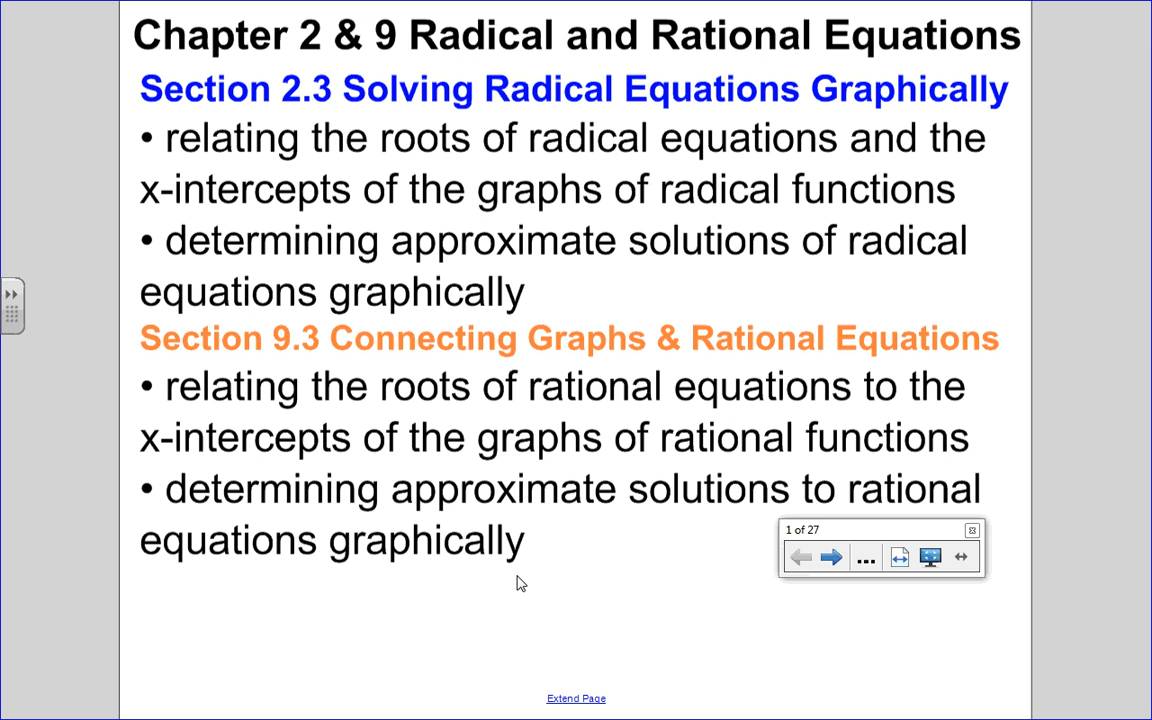 Chapter 2 & 9 Radical and Rational Equations
Section 2.3 Solving Radical Equations Graphically
• relating the roots of radical equations and the
x-intercepts of the graphs of radical functions
• determining approximate solutions of radical
equations graphically
Section 9.3 Connecting Graphs & Rational Equations
• relating the roots of rational equations to the
x-intercepts of the graphs of rational functions
• determining approximate solutions to rational
equations graphically
1 of 27
...
Extend Page